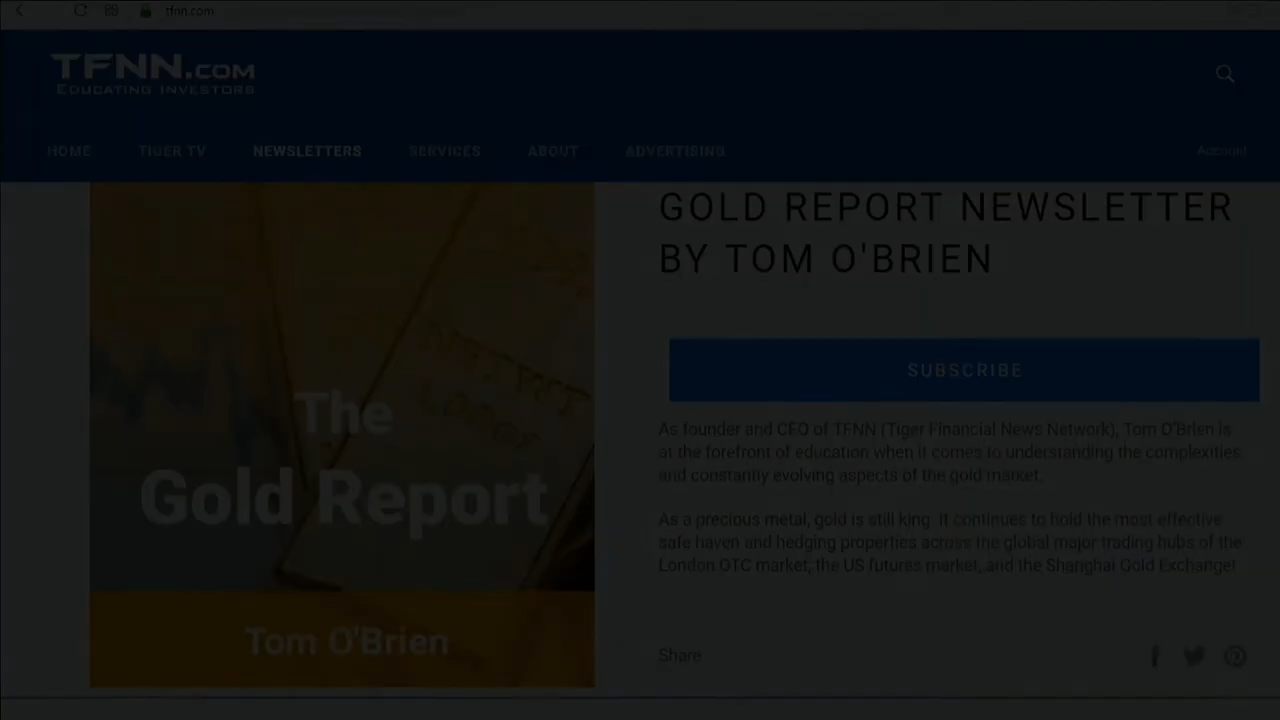 tfnn.com
TFNN.COM
EDUCATING INVESTORS
HOME TIGER TV NEWSLETTERS SERVICES ABOUT ADVERTISING Account
The
Gold Report
Tom O'Brien
GOLD REPORT NEWSLETTER
BY TOM O'BRIEN
SUBSCRIBE
As founder and CEO of TFNN (Tiger Financial News Network), Tom O'Brien is
at the forefront of education when it comes to understanding the complexities
and constantly evolving aspects of the gold market.
As a precious metal, gold is still king. It continues to hold the most effective
safe haven and hedging properties across the global major trading hubs of the
London OTC market, the US futures market, and the Shanghai Gold Exchange!
Share